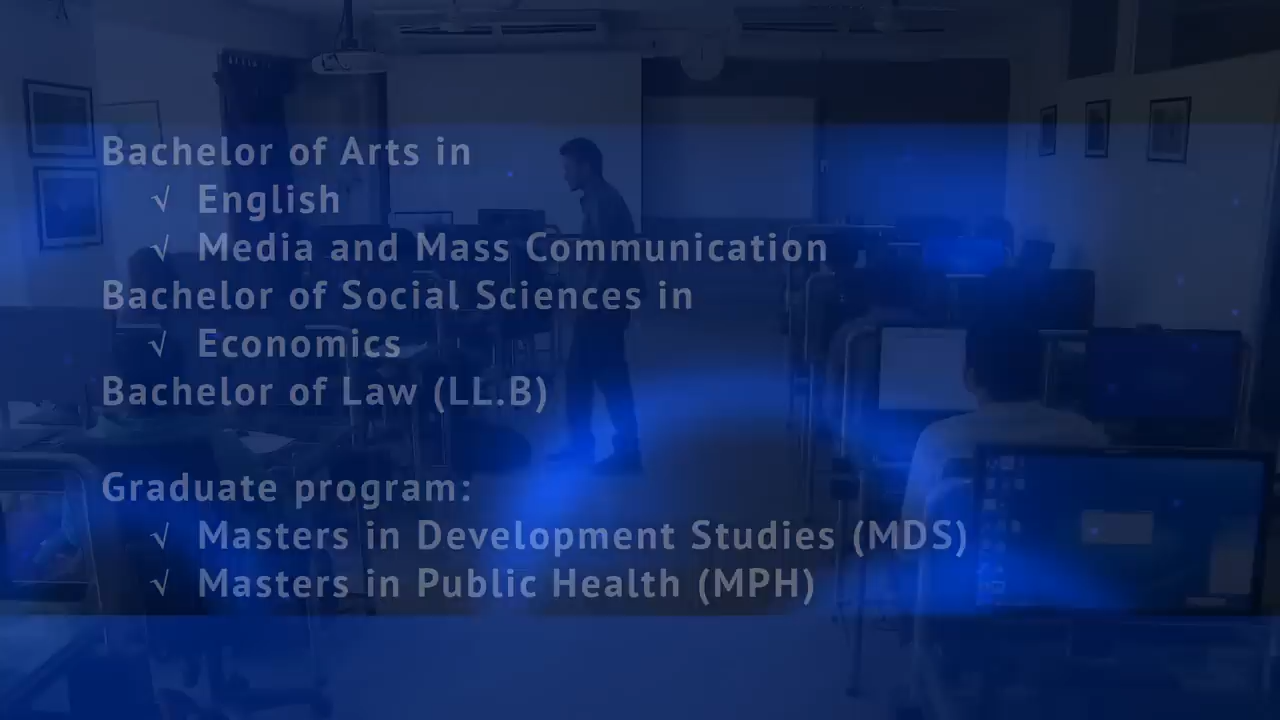 Bachelor of Arts in
√ English
√ Media and Mass Communication
Bachelor of Social Sciences in
√ Economics
Bachelor of Law (LL.B)
Graduate program:
√ Masters in Development Studies (MDS)
√ Masters in Public Health (MPH)